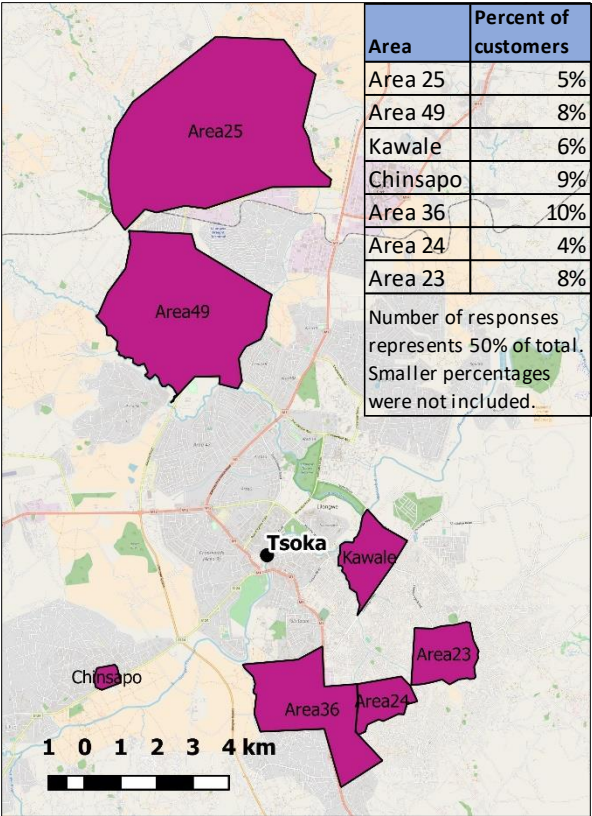 Area
Percent of
customers
Area 25 5%
Area 49 8%
Kawale 6%
Chinsapo 9%
Area 36 10%
Area 24 4%
Area 23 8%
Number of responses
represents 50% of total.
Smaller percentages
were not included.
Area25
Area49
Lilongwe
Tsoka
Kawale
Area23
Chinsapo
Area24
Area36
1 0 1 2 3 4 km